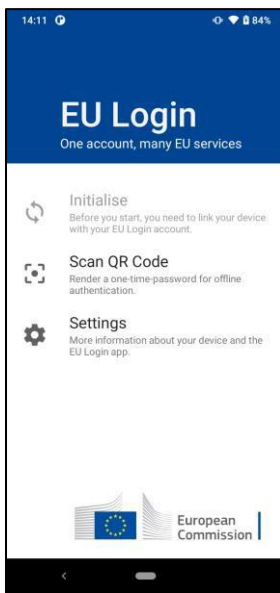 14:11 84%
EU Login
One account, many EU services
Initialise
Before you start, you need to link your device
with your EU Login account.
Scan QR Code
Render a one-time-password for offline
authentication.
Settings
More information about your device and the
EU Login app.
European
Commission